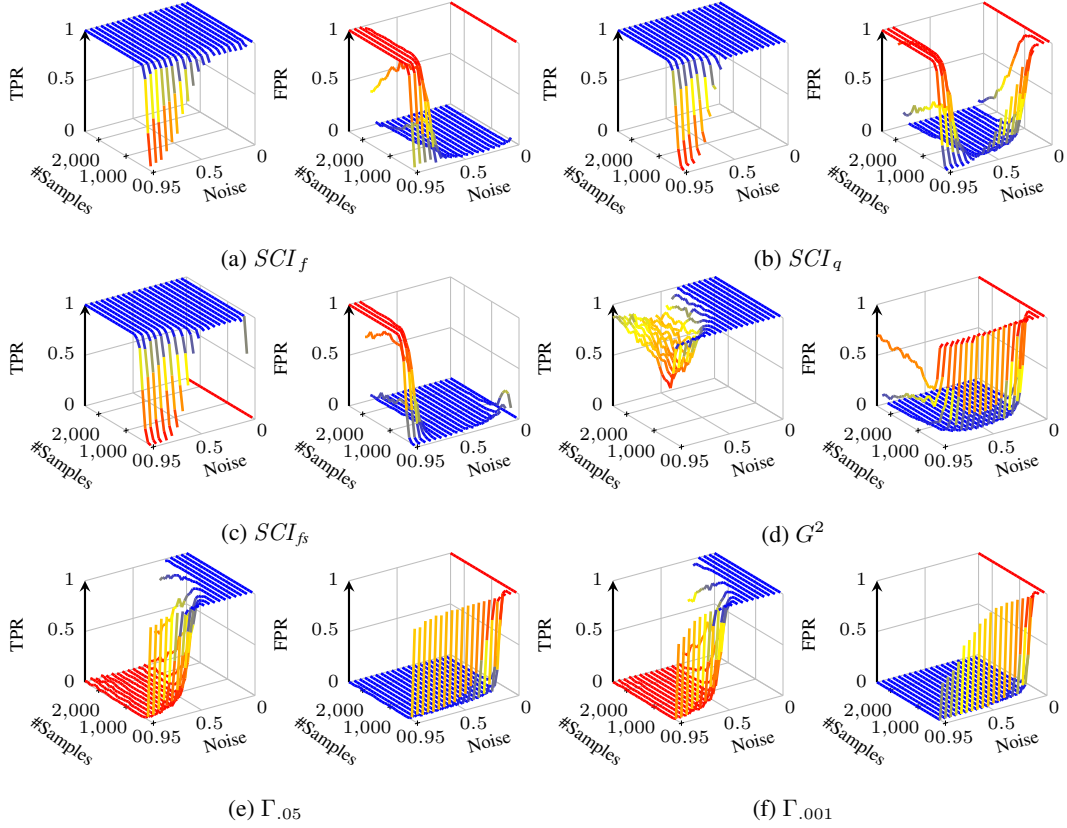 1
0.5
0
TPR
2,000
1,000
0
0.95
0.5
0
#Samples
Noise
1
0.5
0
FPR
2,000
1,000
0
0.95
0.5
0
#Samples
Noise
(a) SCI_f
1
0.5
0
TPR
2,000
1,000
0
0.95
0.5
0
#Samples
Noise
1
0.5
0
FPR
2,000
1,000
0
0.95
0.5
0
#Samples
Noise
(b) SCI_q
1
0.5
0
TPR
2,000
1,000
0
0.95
0.5
0
#Samples
Noise
1
0.5
0
FPR
2,000
1,000
0
0.95
0.5
0
#Samples
Noise
(c) SCI_fs
1
0.5
0
TPR
2,000
1,000
0
0.95
0.5
0
#Samples
Noise
1
0.5
0
FPR
2,000
1,000
0
0.95
0.5
0
#Samples
Noise
(d) G²
1
0.5
0
TPR
2,000
1,000
0
0.95
0.5
0
#Samples
Noise
1
0.5
0
FPR
2,000
1,000
0
0.95
0.5
0
#Samples
Noise
(e) Γ.05
1
0.5
0
TPR
2,000
1,000
0
0.95
0.5
0
#Samples
Noise
1
0.5
0
FPR
2,000
1,000
0
0.95
0.5
0
#Samples
Noise
(f) Γ.001